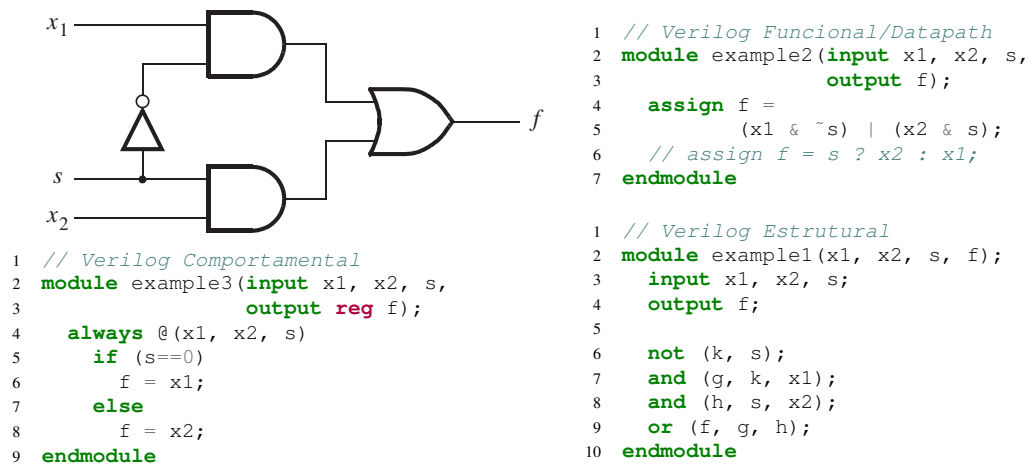 x1
s
x2
f
1 // Verilog Comportamental
2 module example3(input x1, x2, s,
3                 output reg f);
4   always @(x1, x2, s)
5     if (s==0)
6       f = x1;
7     else
8       f = x2;
9 endmodule
1 // Verilog Funcional/Datapath
2 module example2(input x1, x2, s,
3                 output f);
4   assign f =
5          (x1 & ~s) | (x2 & s);
6   // assign f = s ? x2 : x1;
7 endmodule
1 // Verilog Estrutural
2 module example1(x1, x2, s, f);
3   input x1, x2, s;
4   output f;
5
6   not (k, s);
7   and (g, k, x1);
8   and (h, s, x2);
9   or (f, g, h);
10 endmodule